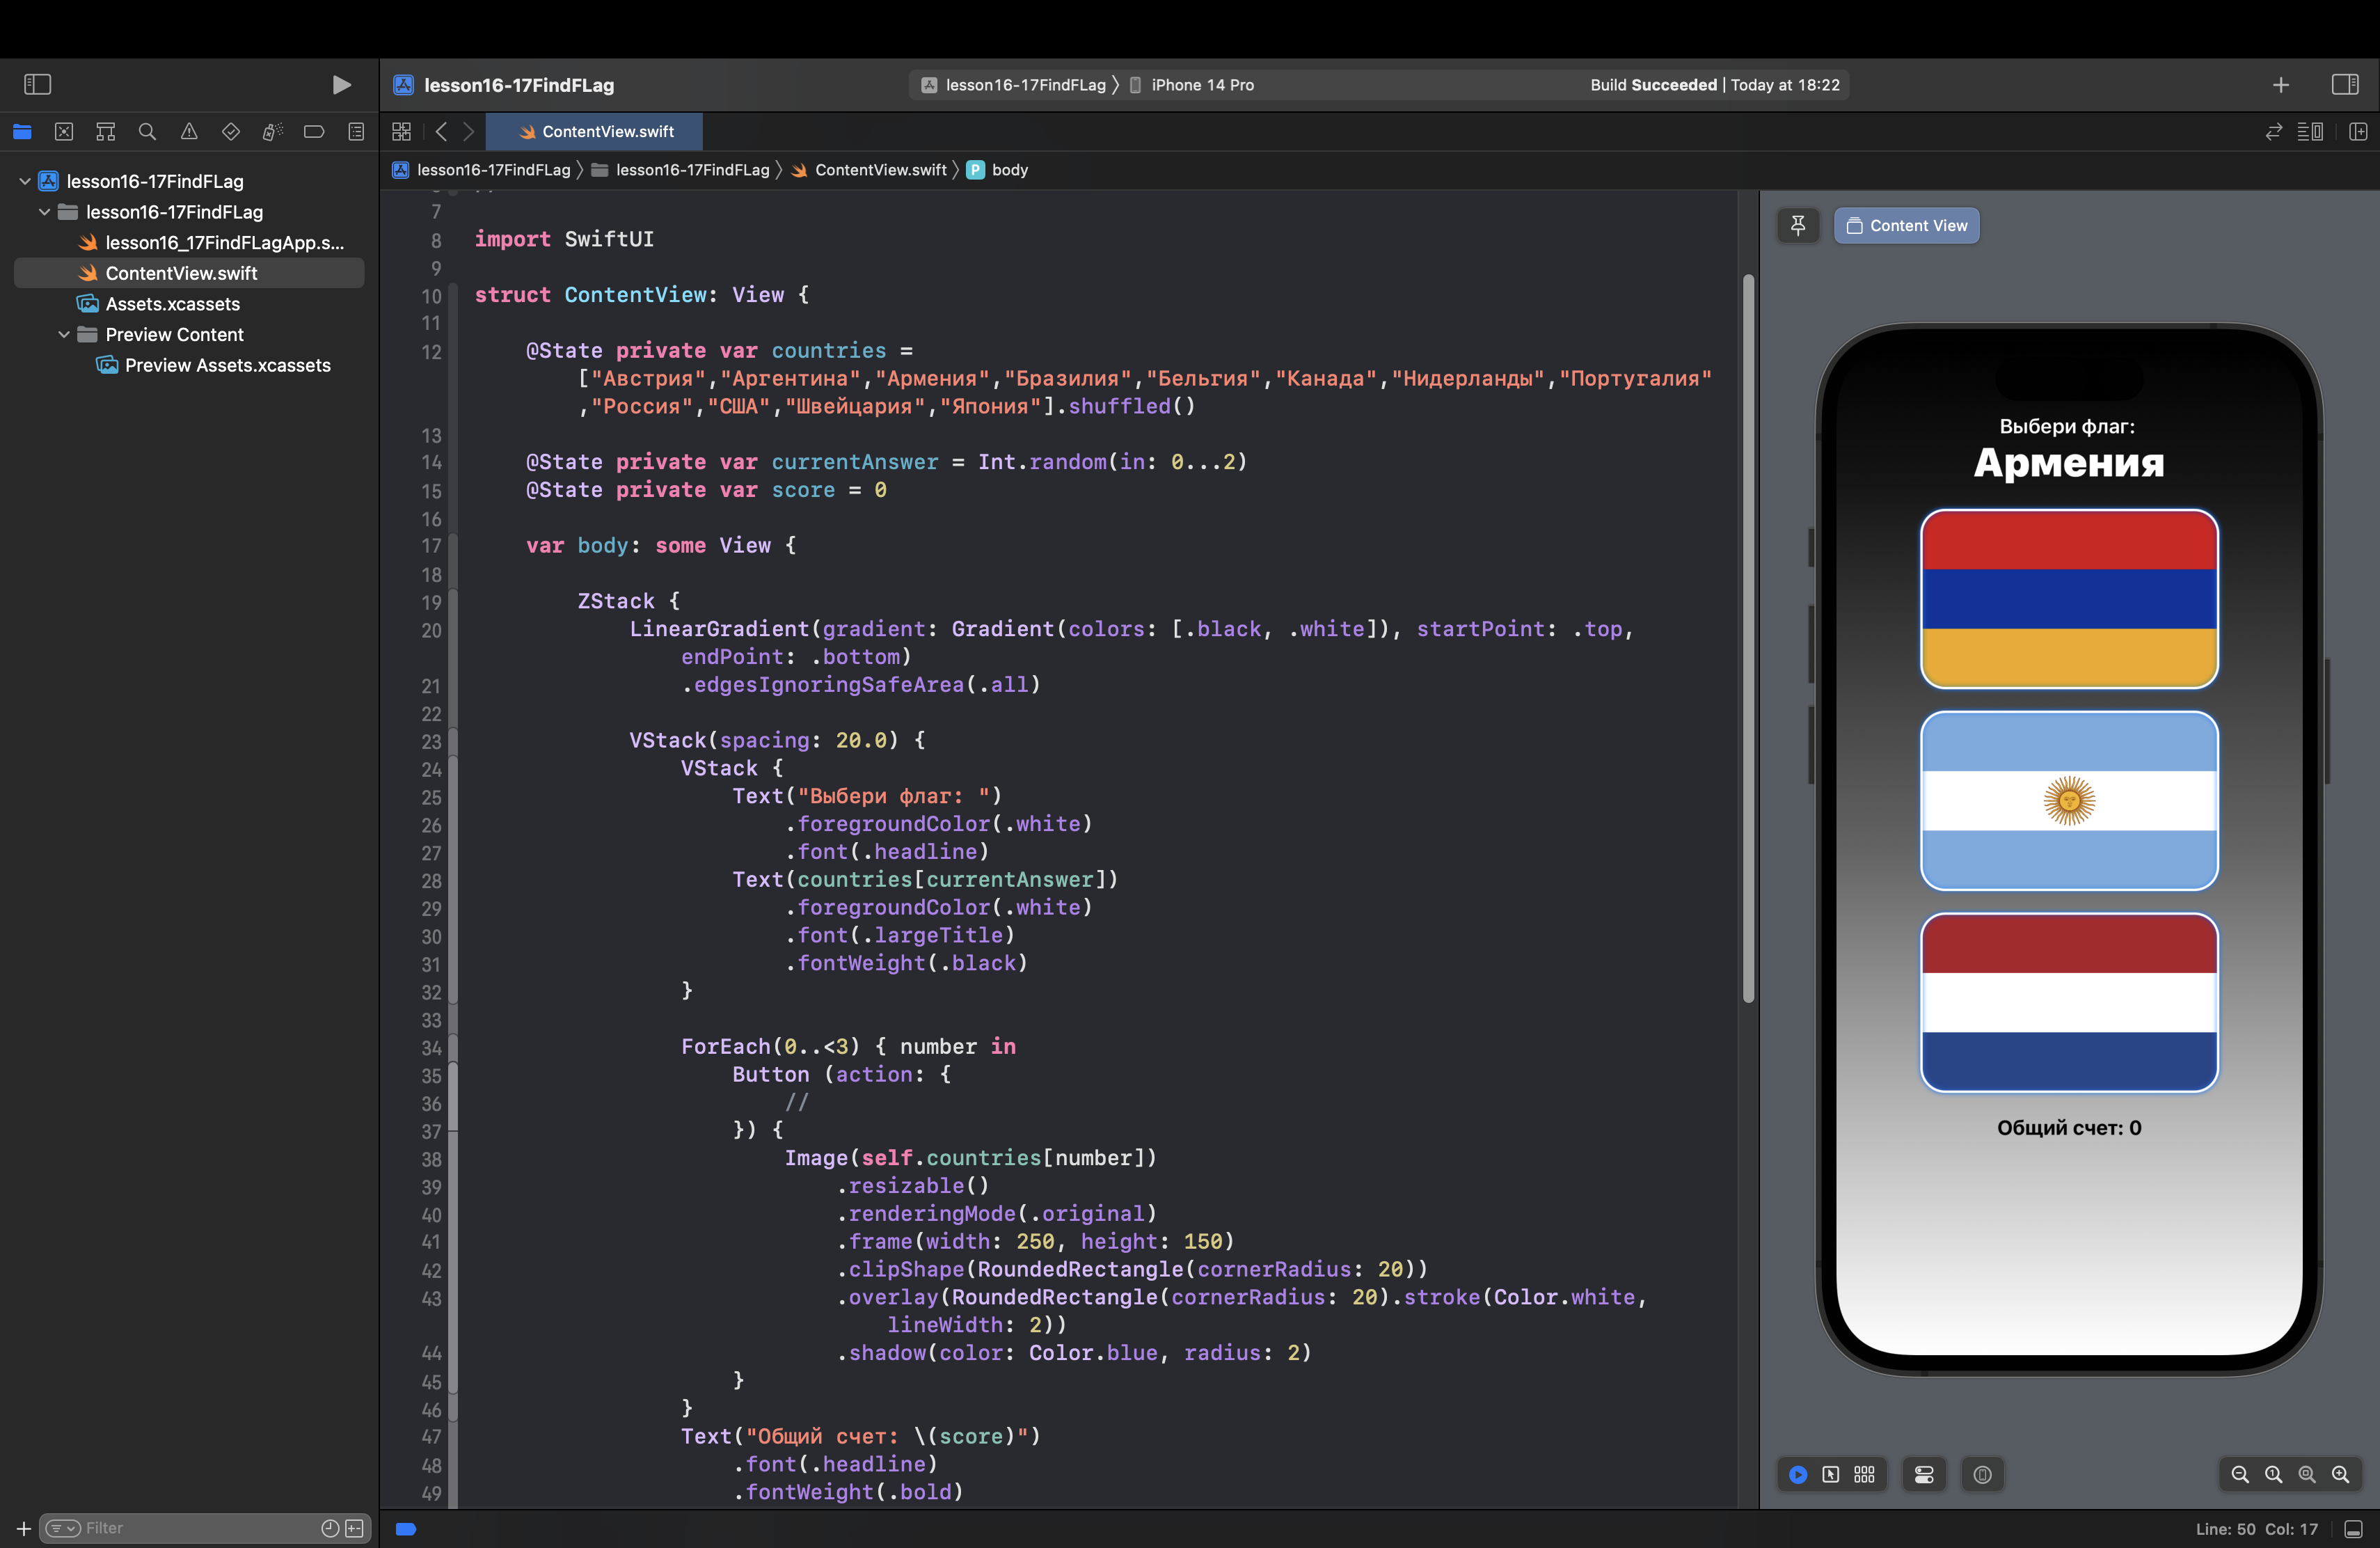 lesson16-17FindFLag
lesson16-17FindFLag 〉 iPhone 14 Pro
Build Succeeded | Today at 18:22
ContentView.swift
lesson16-17FindFLag 〉 lesson16-17FindFLag 〉 ContentView.swift 〉 P body
lesson16-17FindFLag
lesson16-17FindFLag
lesson16_17FindFLagApp.s...
ContentView.swift
Assets.xcassets
Preview Content
Preview Assets.xcassets
7
8 import SwiftUI
9
10 struct ContentView: View {
11
12 @State private var countries =
["Австрия","Аргентина","Армения","Бразилия","Бельгия","Канада","Нидерланды","Португалия"
,"Россия","США","Швейцария","Япония"].shuffled()
13
14 @State private var currentAnswer = Int.random(in: 0...2)
15 @State private var score = 0
16
17 var body: some View {
18
19 ZStack {
20 LinearGradient(gradient: Gradient(colors: [.black, .white]), startPoint: .top,
endPoint: .bottom)
21 .edgesIgnoringSafeArea(.all)
22
23 VStack(spacing: 20.0) {
24 VStack {
25 Text("Выбери флаг: ")
26 .foregroundColor(.white)
27 .font(.headline)
28 Text(countries[currentAnswer])
29 .foregroundColor(.white)
30 .font(.largeTitle)
31 .fontWeight(.black)
32 }
33
34 ForEach(0..<3) { number in
35 Button (action: {
36 //
37 }) {
38 Image(self.countries[number])
39 .resizable()
40 .renderingMode(.original)
41 .frame(width: 250, height: 150)
42 .clipShape(RoundedRectangle(cornerRadius: 20))
43 .overlay(RoundedRectangle(cornerRadius: 20).stroke(Color.white,
lineWidth: 2))
44 .shadow(color: Color.blue, radius: 2)
45 }
46 }
47 Text("Общий счет: \(score)")
48 .font(.headline)
49 .fontWeight(.bold)
Content View
Выбери флаг:
Армения
Общий счет: 0
Filter
Line: 50 Col: 17